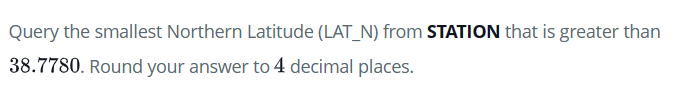 Query the smallest Northern Latitude (LAT_N) from STATION that is greater than
38.7780. Round your answer to 4 decimal places.